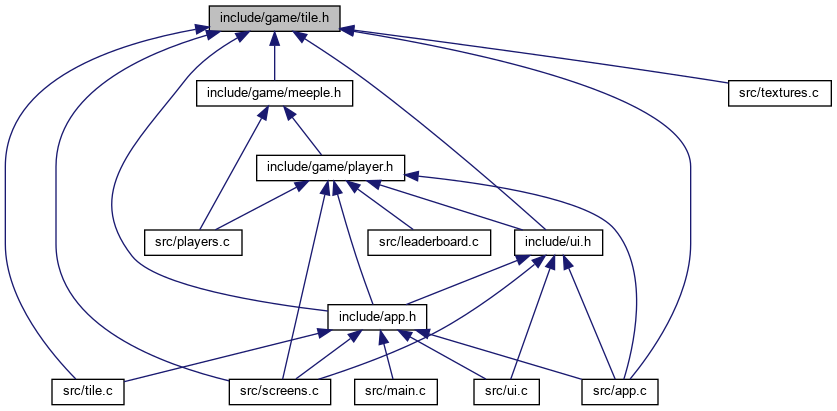 include/game/tile.h
include/game/meeple.h
src/textures.c
include/game/player.h
src/players.c
src/leaderboard.c
include/ui.h
include/app.h
src/tile.c
src/screens.c
src/main.c
src/ui.c
src/app.c